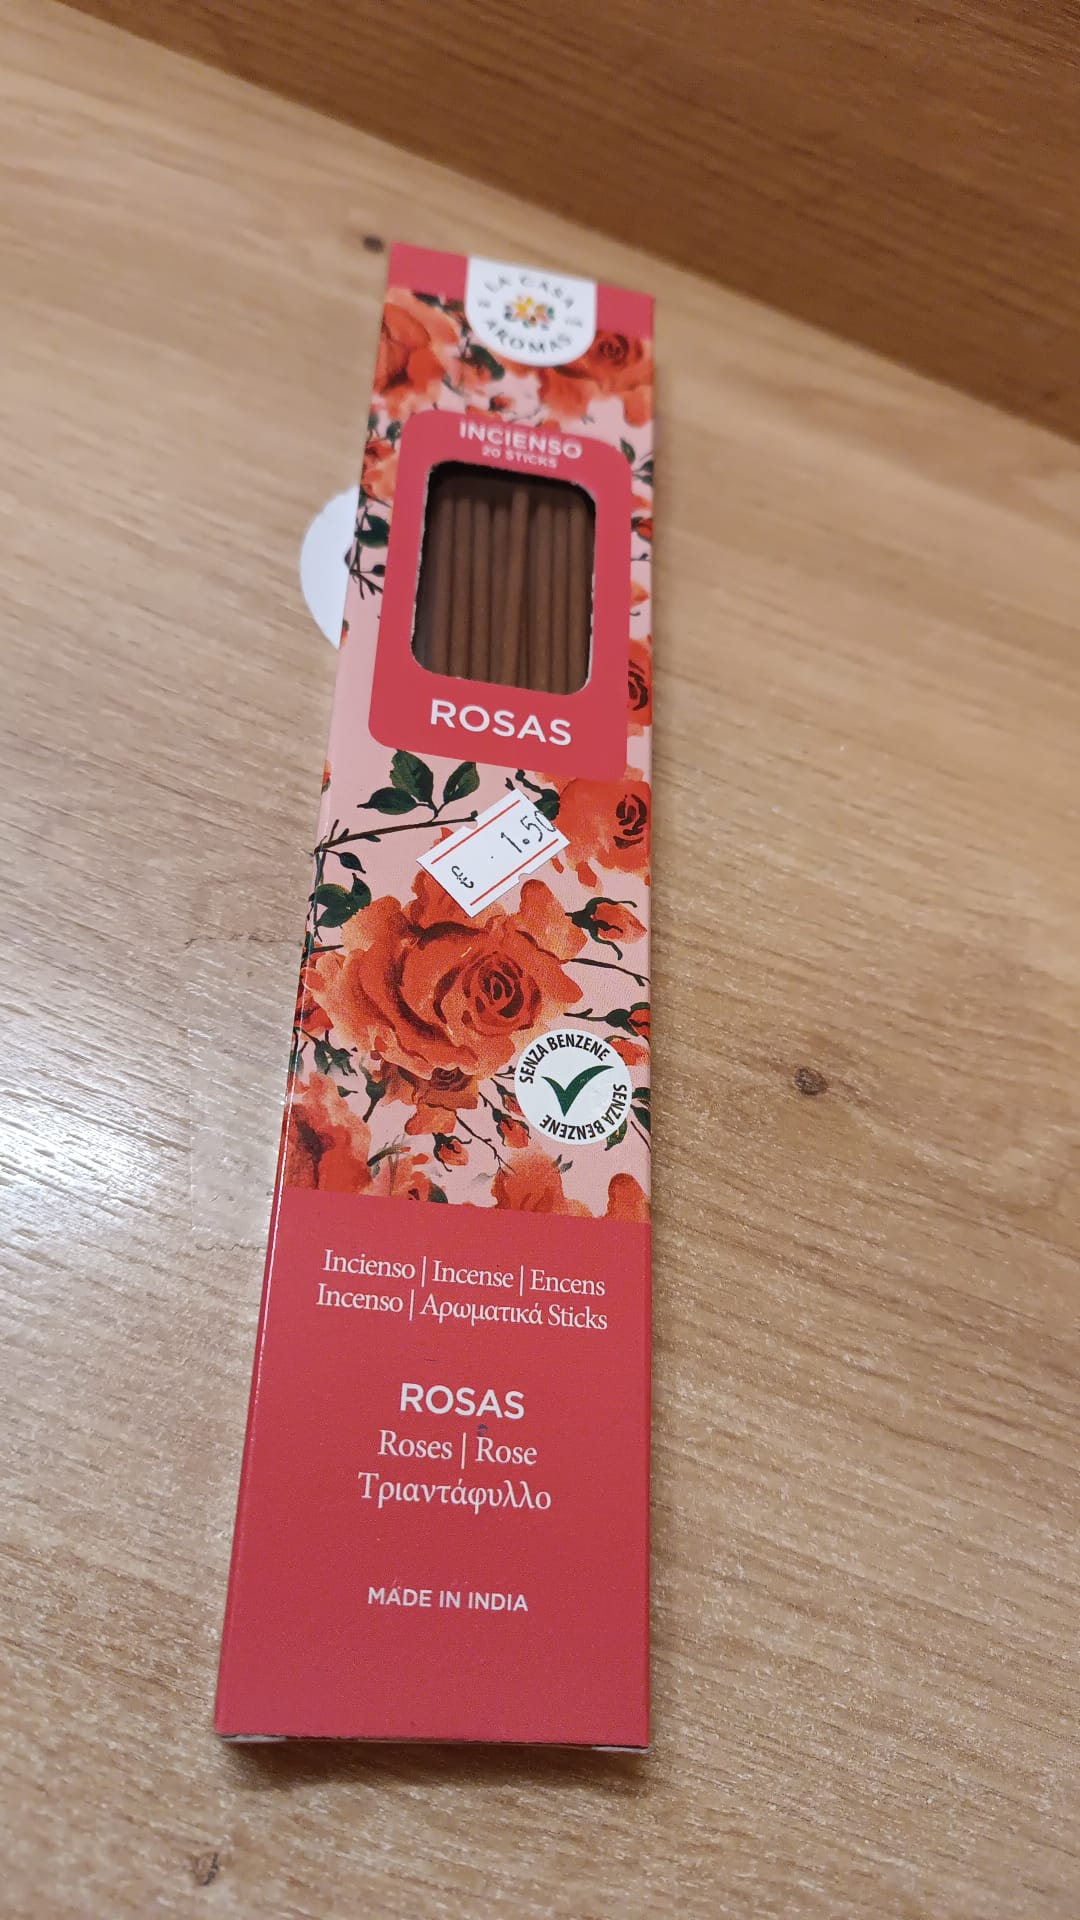 LA CASA
AROMAS
INCIENSO
20 STICKS
ROSAS
1.50
SENZA BENZENE
SENZA BENZENE
Incienso | Incense | Encens
Incenso | Αρωματικά Sticks
ROSAS
Roses | Rose
Τριαντάφυλλο
MADE IN INDIA